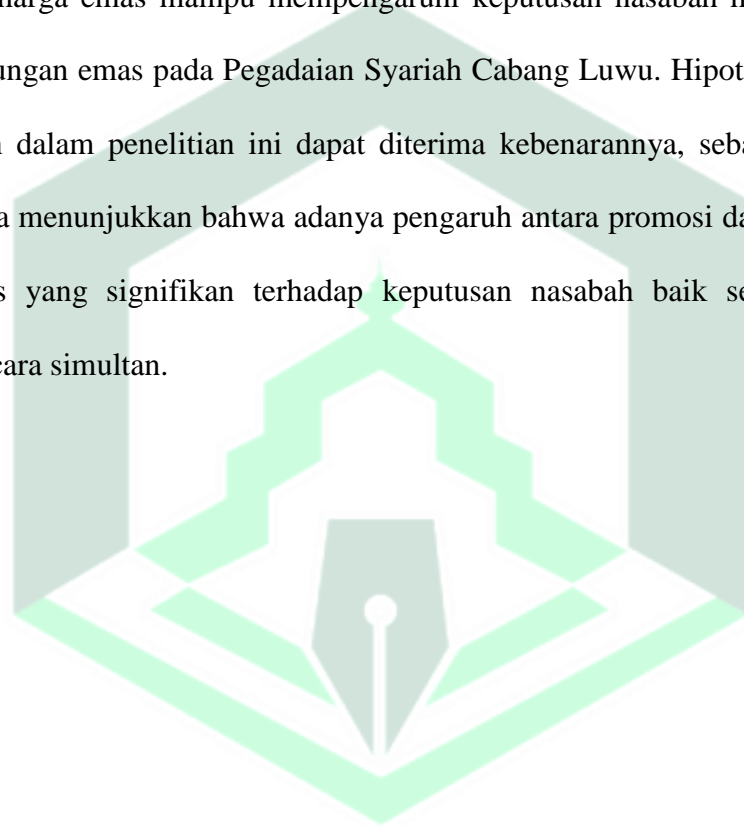 harga emas mampu mempengaruhi keputusan nasabah
ungan emas pada Pegadaian Syariah Cabang Luwu. Hipot
dalam penelitian ini dapat diterima kebenarannya, seba
a menunjukkan bahwa adanya pengaruh antara promosi da
s yang signifikan terhadap keputusan nasabah baik se
cara simultan.